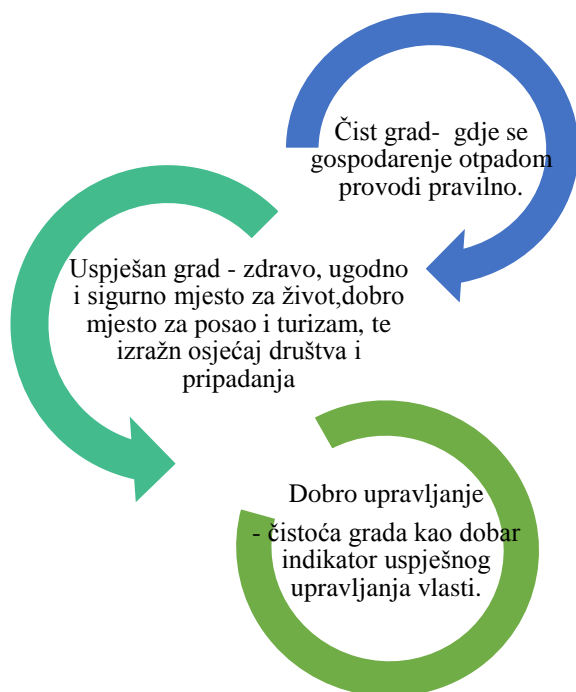 Čist grad- gdje se
gospodarenje otpadom
provodi pravilno.
Uspješan grad - zdravo, ugodno
i sigurno mjesto za život,dobro
mjesto za posao i turizam, te
izražn osjećaj društva i
pripadanja
Dobro upravljanje
- čistoća grada kao dobar
indikator uspješnog
upravljanja vlasti.